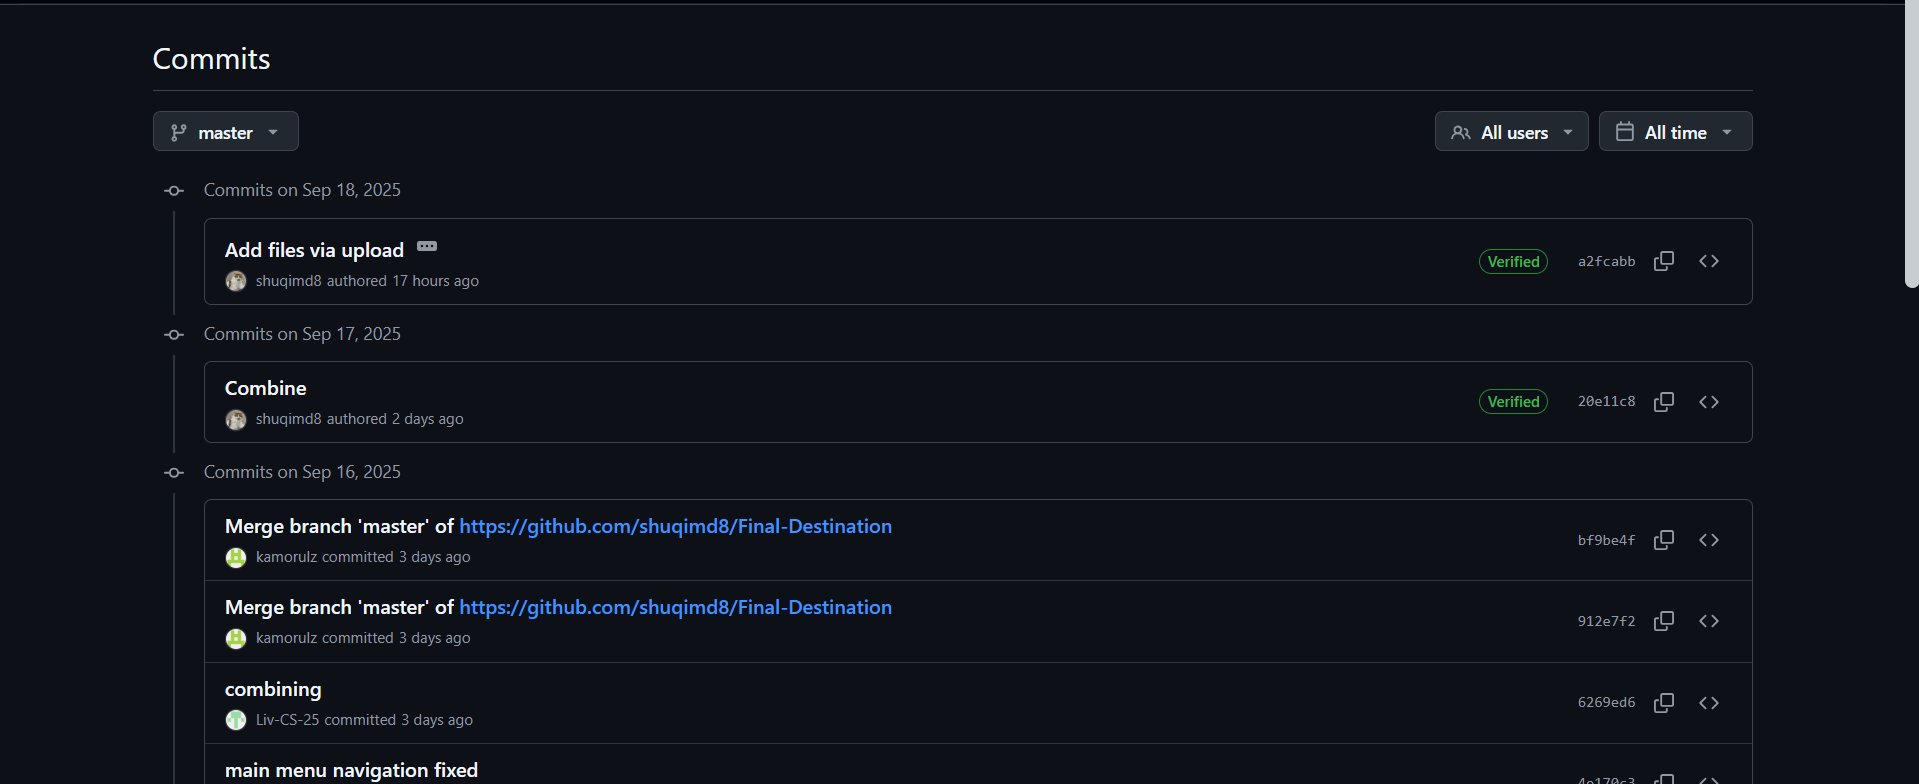 Commits
master
All users
All time
Commits on Sep 18, 2025
Add files via upload
shuqimd8 authored 17 hours ago
Verified
a2fcabb
Commits on Sep 17, 2025
Combine
shuqimd8 authored 2 days ago
Verified
20e11c8
Commits on Sep 16, 2025
Merge branch 'master' of https://github.com/shuqimd8/Final-Destination
kamorulz committed 3 days ago
bf9be4f
Merge branch 'master' of https://github.com/shuqimd8/Final-Destination
kamorulz committed 3 days ago
912e7f2
combining
Liv-CS-25 committed 3 days ago
6269ed6
main menu navigation fixed